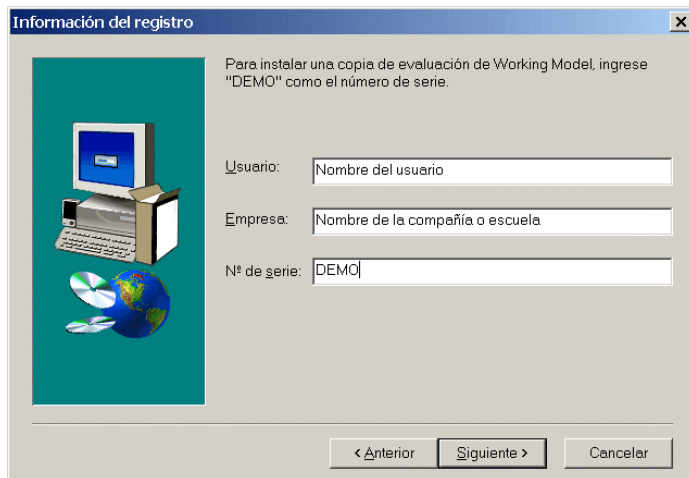 Información del registro
Para instalar una copia de evaluación de Working Model, ingrese
"DEMO" como el número de serie.
Usuario:
Nombre del usuario
Empresa:
Nombre de la compañía o escuela
Nº de serie:
DEMO
< Anterior
Siguiente >
Cancelar